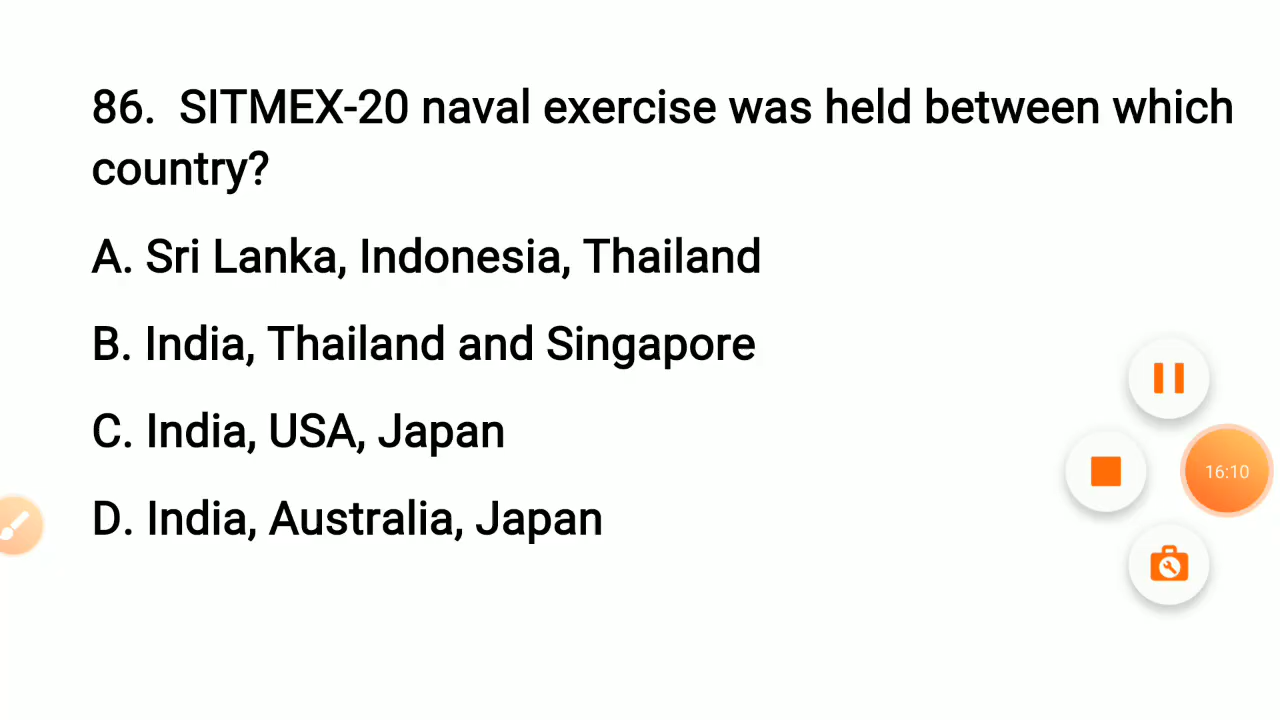 86. SITMEX-20 naval exercise was held between which
country?
A. Sri Lanka, Indonesia, Thailand
B. India, Thailand and Singapore
C. India, USA, Japan
D. India, Australia, Japan
16:10